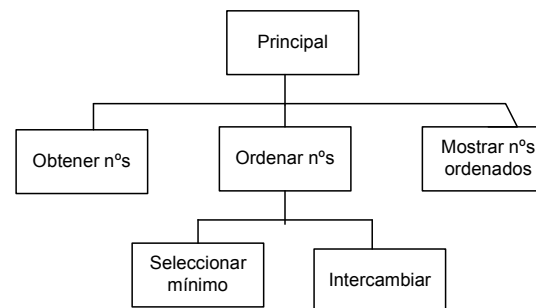 Principal
Obtener nºs
Ordenar nºs
Mostrar nºs
ordenados
Seleccionar
mínimo
Intercambiar